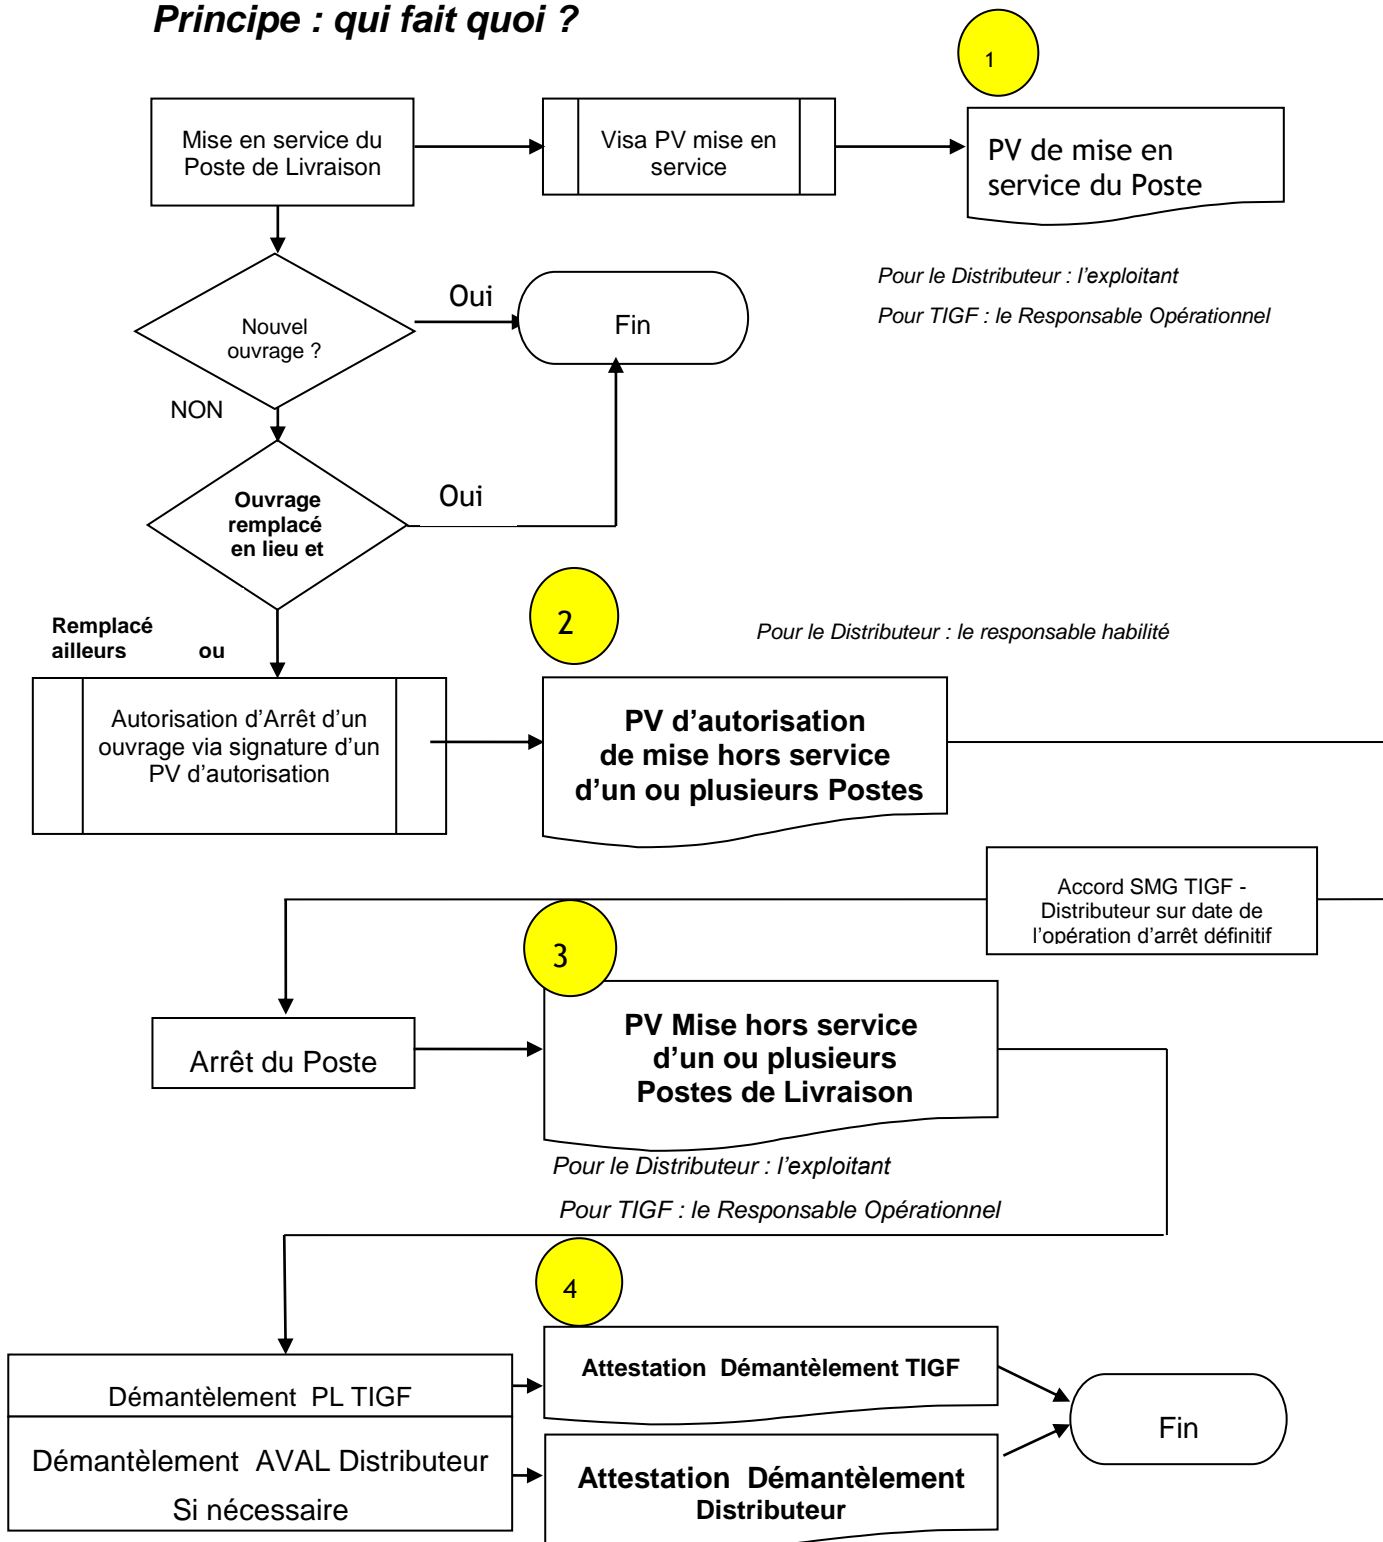 Principe : qui fait quoi ?
1
Mise en service du
Poste de Livraison
Visa PV mise en
service
PV de mise en
service du Poste
Pour le Distributeur : l’exploitant
Pour TIGF : le Responsable Opérationnel
Nouvel
ouvrage ?
Oui
Fin
NON
Ouvrage
remplacé
en lieu et
Oui
Remplacé
ailleurs ou
2
Pour le Distributeur : le responsable habilité
Autorisation d’Arrêt d’un
ouvrage via signature d’un
PV d’autorisation
PV d’autorisation
de mise hors service
d’un ou plusieurs Postes
Accord SMG TIGF -
Distributeur sur date de
l’opération d’arrêt définitif
3
Arrêt du Poste
PV Mise hors service
d’un ou plusieurs
Postes de Livraison
Pour le Distributeur : l’exploitant
Pour TIGF : le Responsable Opérationnel
4
Démantèlement PL TIGF
Attestation Démantèlement TIGF
Démantèlement AVAL Distributeur
Si nécessaire
Attestation Démantèlement
Distributeur
Fin